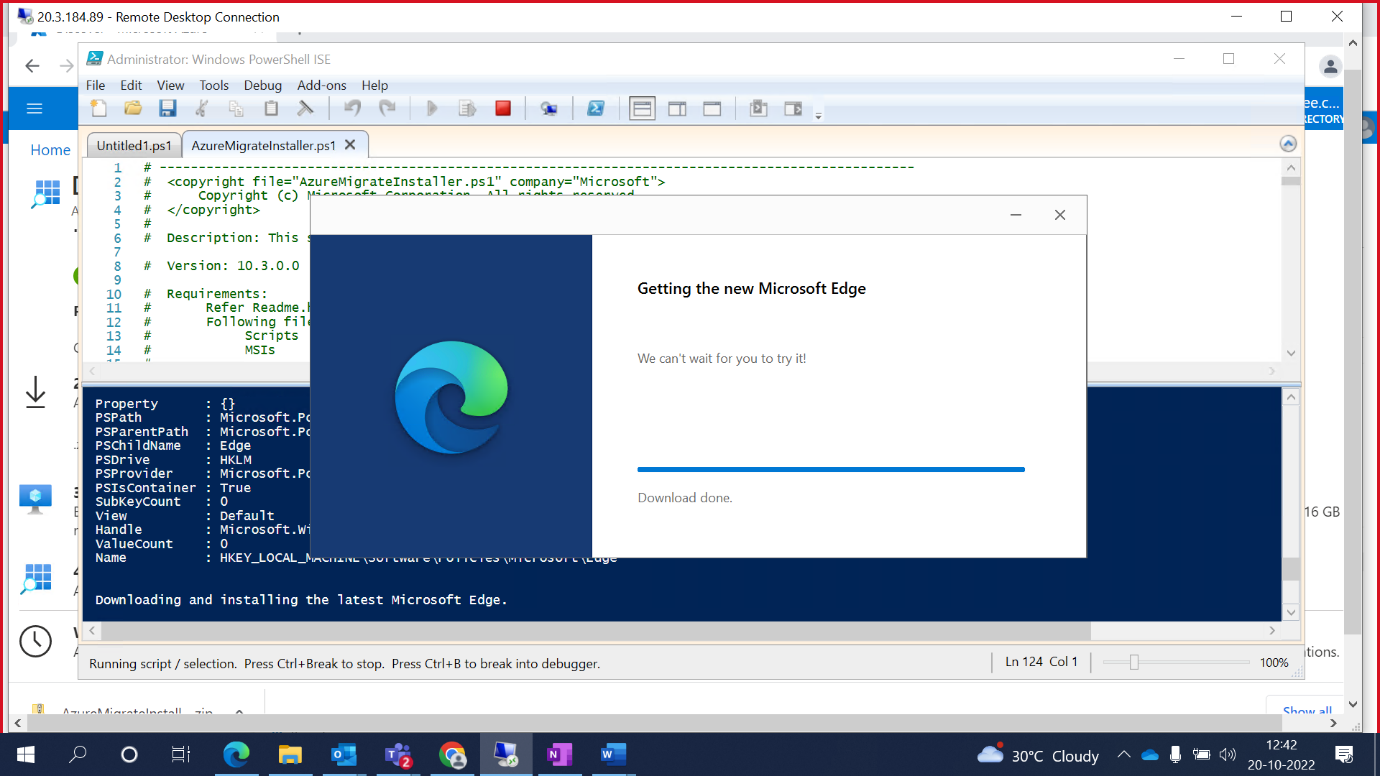 20.3.184.89 - Remote Desktop Connection
Administrator: Windows PowerShell ISE
File Edit View Tools Debug Add-ons Help
ee.c...
RECTORY
Home
Untitled1.ps1 AzureMigrateInstaller.ps1
1 # ---------------------------------------------------------------------------------------------
2 # <copyright file="AzureMigrateInstaller.ps1" company="Microsoft">
3 # Copyright (c) Microsoft Corporation. All rights reserved.
4 # </copyright>
5 #
6 # Description: This s
7
8 # Version: 10.3.0.0
9
10 # Requirements:
11 # Refer Readme.h
12 # Following file
13 # Scripts
14 # MSIs
Getting the new Microsoft Edge
We can't wait for you to try it!
Download done.
Property : {}
PSPath : Microsoft.Po
PSParentPath : Microsoft.Po
PSChildName : Edge
PSDrive : HKLM
PSProvider : Microsoft.Po
PSIsContainer : True
SubKeyCount : 0
View : Default
Handle : Microsoft.Wi
ValueCount : 0
Name : HKEY_LOCAL_MACHINE\Software\Policies\Microsoft\Edge
16 GB
Downloading and installing the latest Microsoft Edge.
Running script / selection. Press Ctrl+Break to stop. Press Ctrl+B to break into debugger.
Ln 124 Col 1
100%
tions.
AzureMigrateInstall....zip
Show all
30°C Cloudy
12:42
20-10-2022